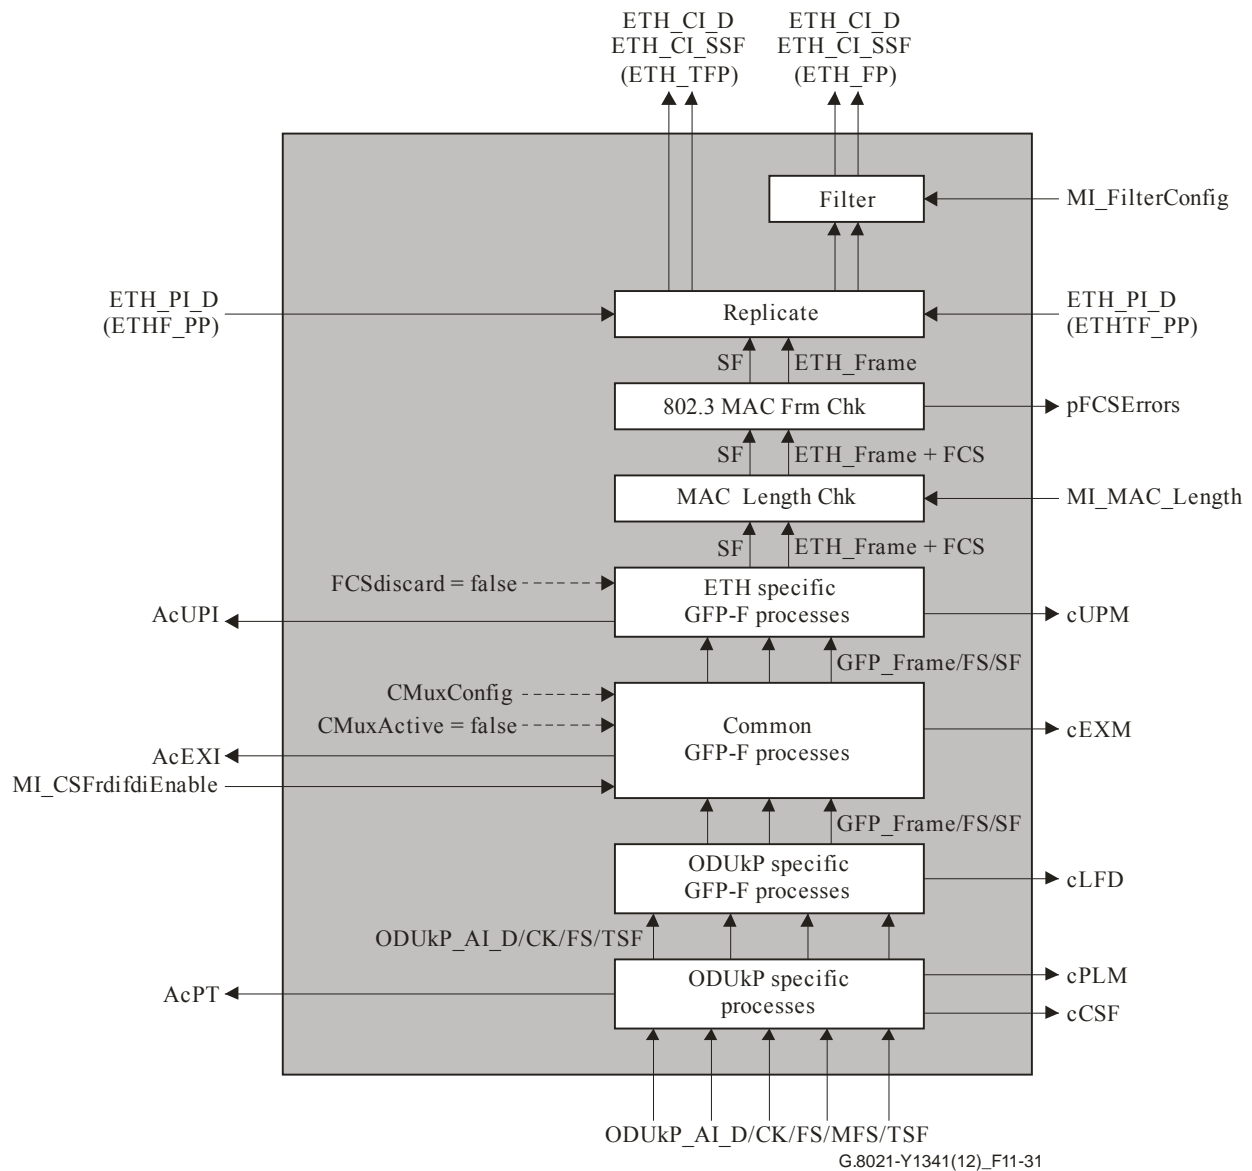 ETH_CI_D
ETH_CI_SSF
(ETH_TFP)
ETH_CI_D
ETH_CI_SSF
(ETH_FP)
Filter
MI_FilterConfig
ETH_PI_D
(ETHF_PP)
Replicate
ETH_PI_D
(ETHTF_PP)
SF
ETH_Frame
802.3 MAC Frm Chk
pFCSErrors
SF
ETH_Frame + FCS
MAC Length Chk
MI_MAC_Length
SF
ETH_Frame + FCS
FCSdiscard = false
ETH specific
GFP-F processes
AcUPI
cUPM
GFP_Frame/FS/SF
CMuxConfig
CMuxActive = false
Common
GFP-F processes
cEXM
AcEXI
MI_CSFrdifdiEnable
GFP_Frame/FS/SF
ODUkP specific
GFP-F processes
cLFD
ODUkP_AI_D/CK/FS/TSF
ODUkP specific
processes
AcPT
cPLM
cCSF
ODUkP_AI_D/CK/FS/MFS/TSF
G.8021-Y1341(12)_F11-31